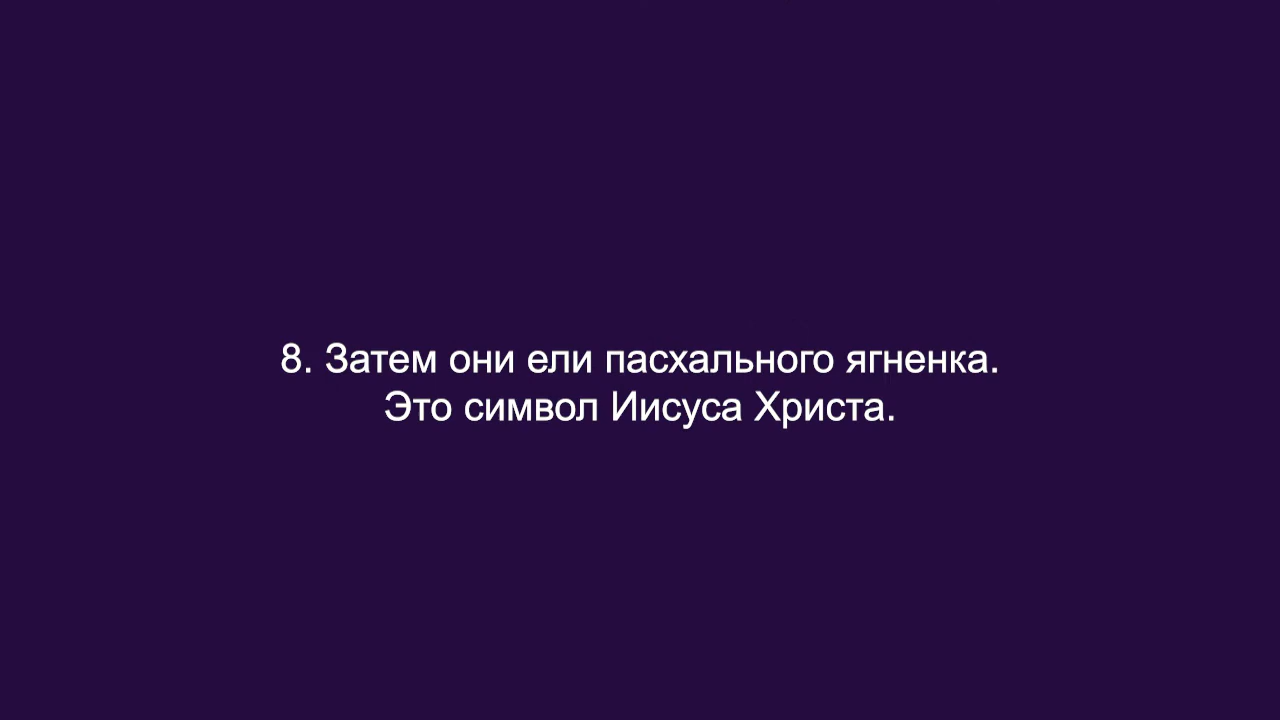 8. Затем они ели пасхального ягненка.
Это символ Иисуса Христа.